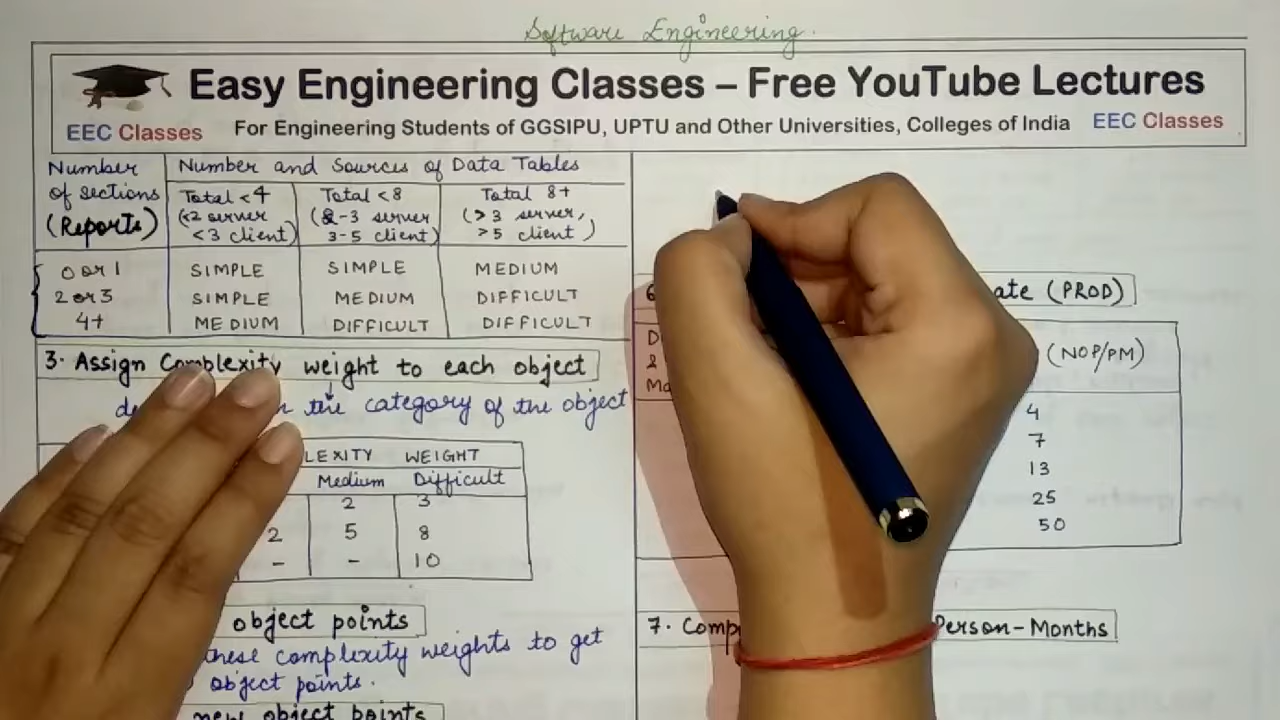 Software Engineering.
Easy Engineering Classes – Free YouTube Lectures
EEC Classes For Engineering Students of GGSIPU, UPTU and Other Universities, Colleges of India EEC Classes
Number of sections (Reports)
Number and Sources of Data Tables
Total <4 (<2 server <3 client)
Total <8 (2-3 server 3-5 client)
Total 8+ (>3 server, >5 client)
0 or 1 SIMPLE SIMPLE MEDIUM
2 or 3 SIMPLE MEDIUM DIFFICULT
4+ MEDIUM DIFFICULT DIFFICULT
3. Assign Complexity weight to each object
the category of the object
WEIGHT
Medium Difficult
2 3
2 5 8
- - 10
object points
these complexity weights to get
object points.
new object points
6
(PROD)
(NOP/PM)
4
7
13
25
50
7. Person-Months